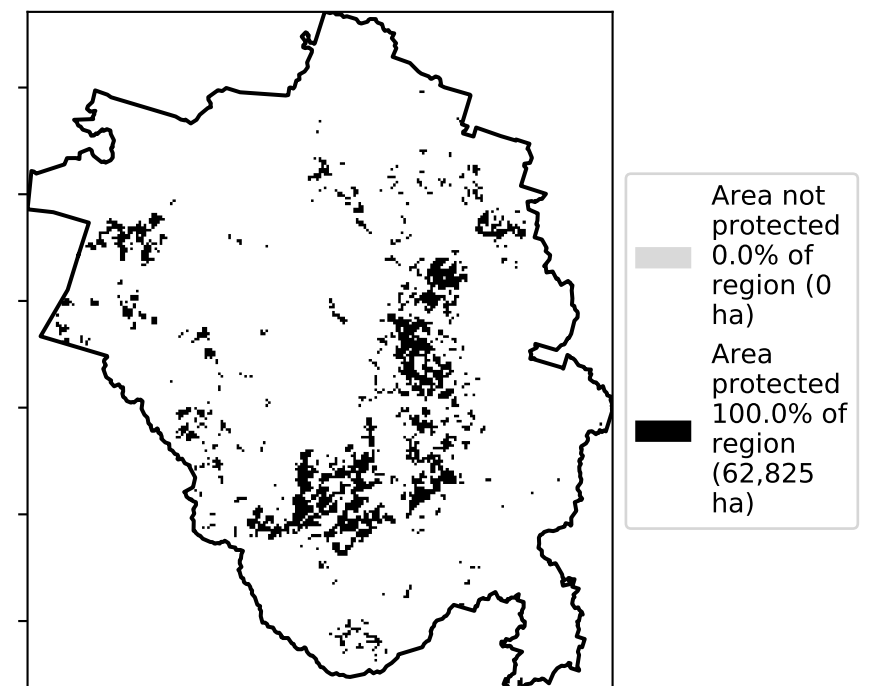 Area not
protected
0.0% of
region (0
ha)
Area
protected
100.0% of
region
(62,825
ha)